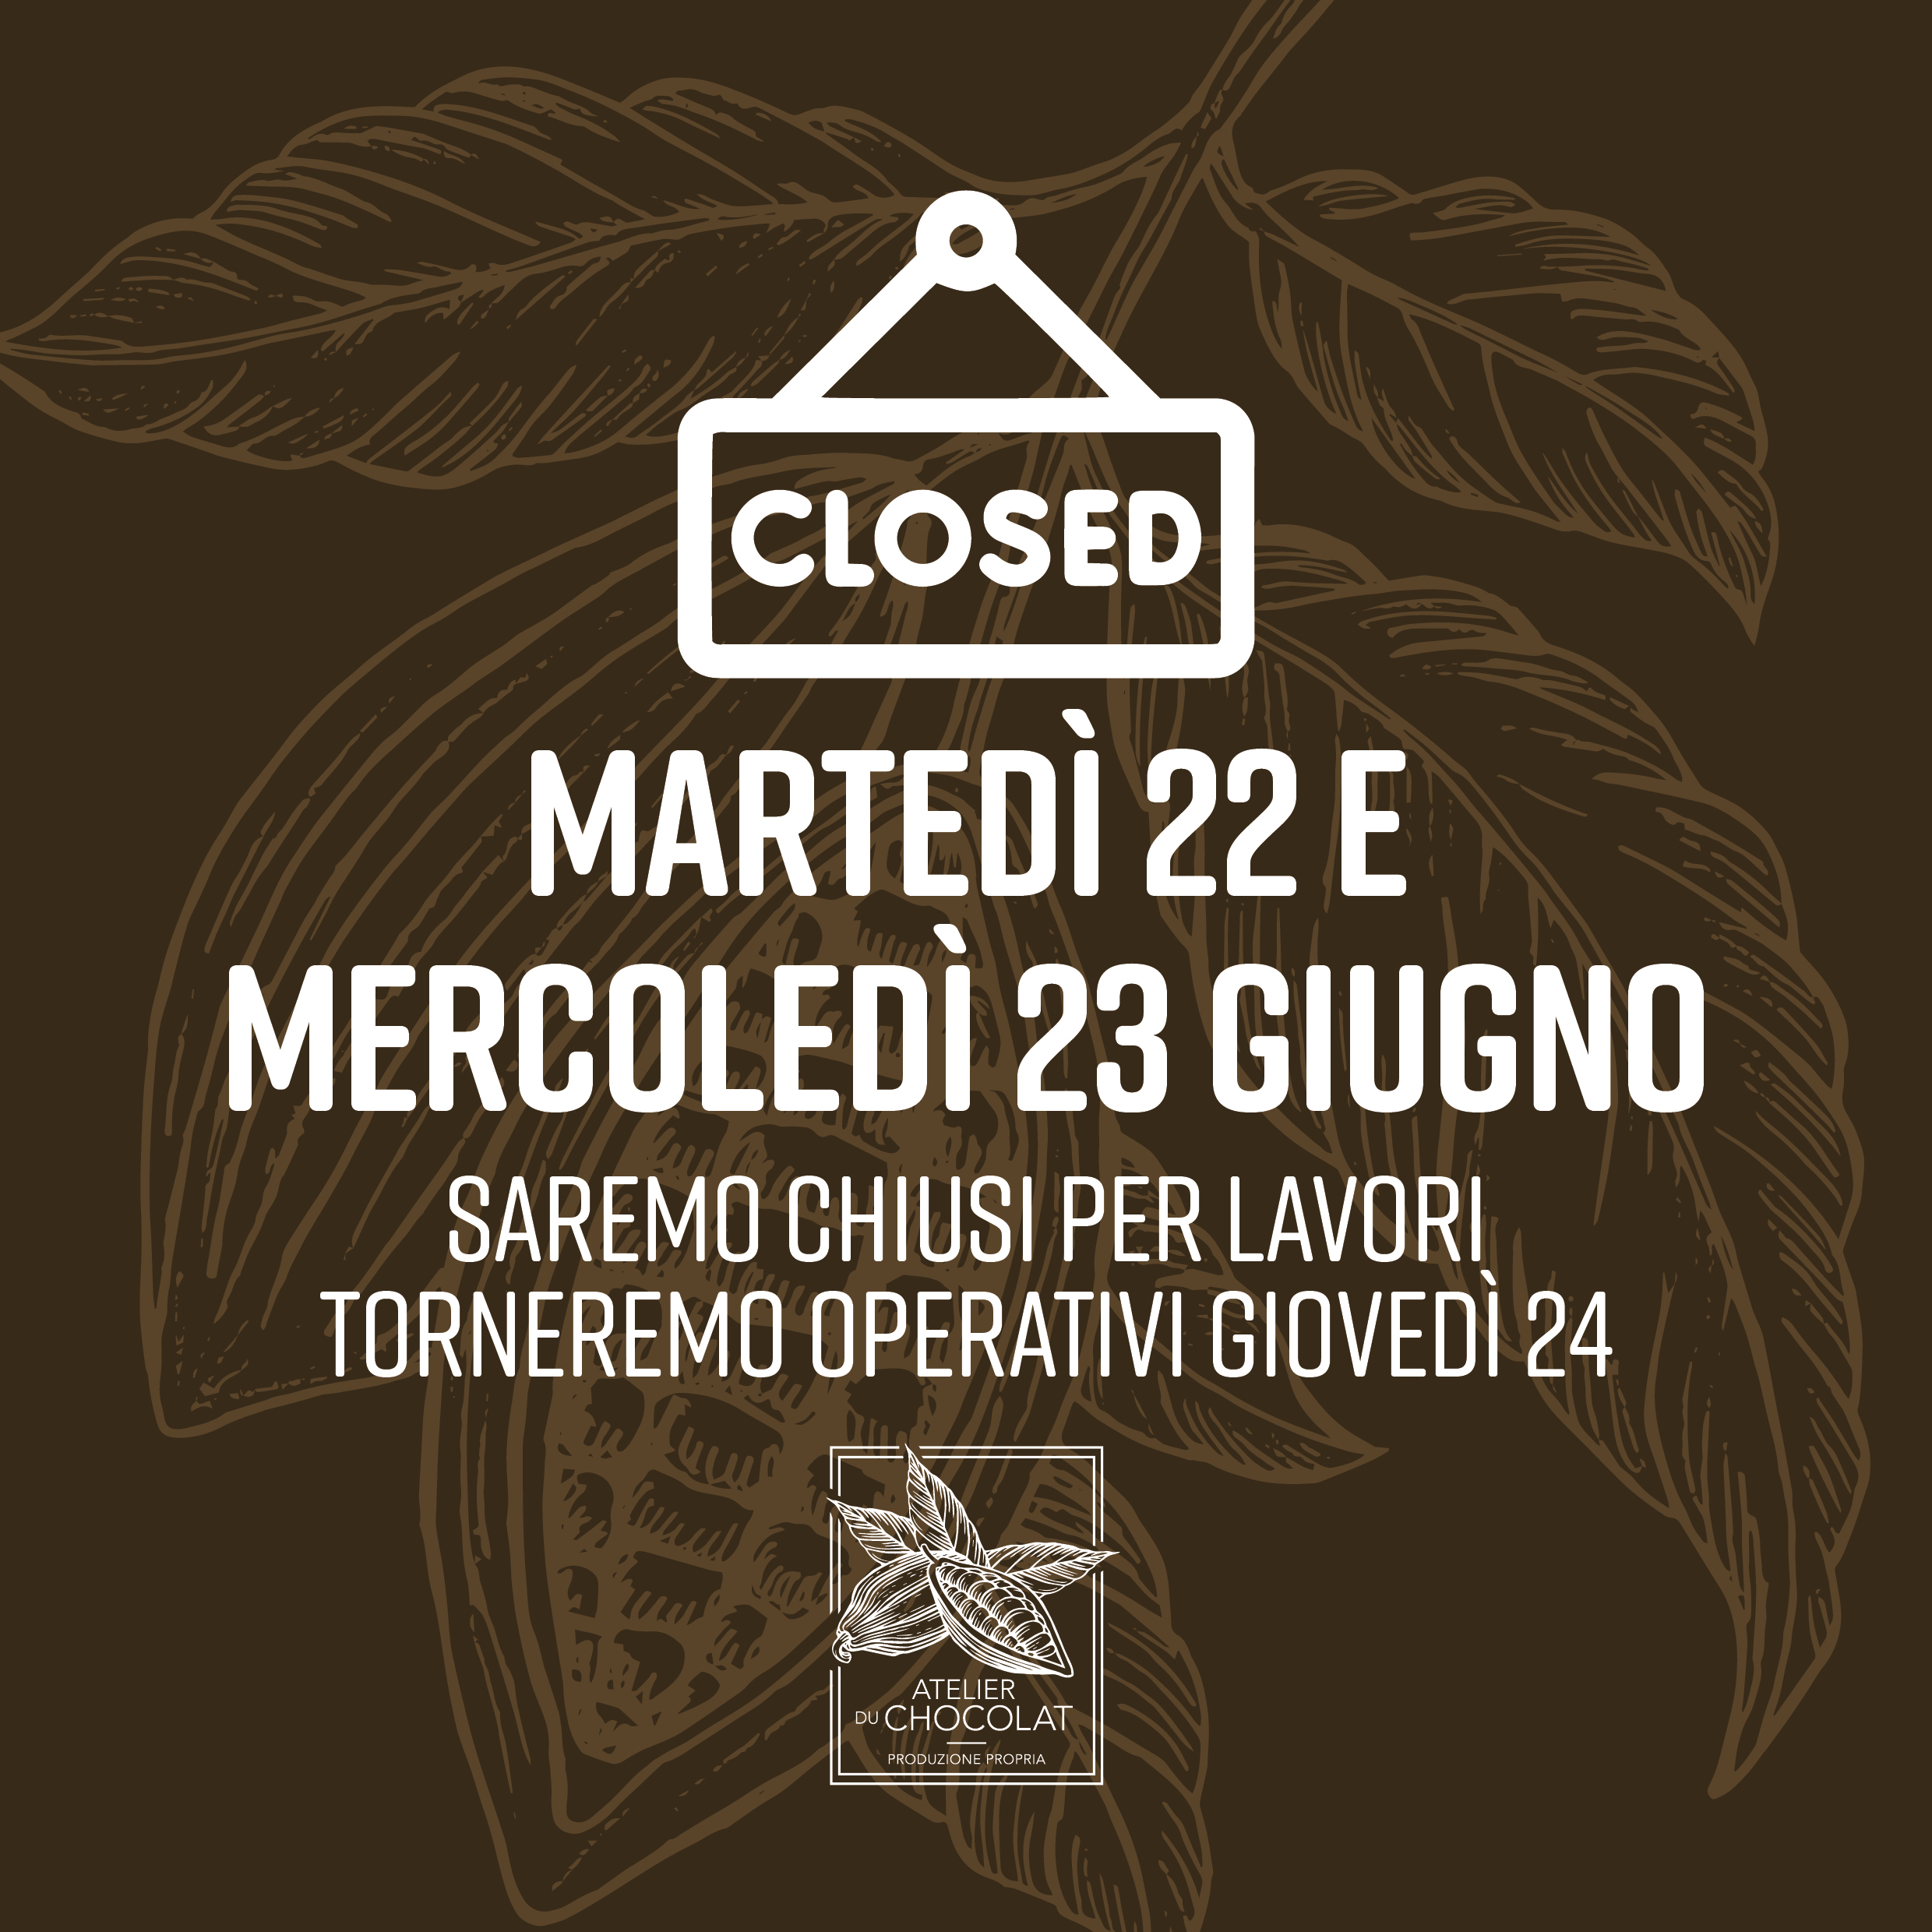 CLOSED
MARTEDÌ 22 E
MERCOLEDÌ 23 GIUGNO
SAREMO CHIUSI PER LAVORI
TORNEREMO OPERATIVI GIOVEDÌ 24
ATELIER
DU CHOCOLAT
PRODUZIONE PROPRIA